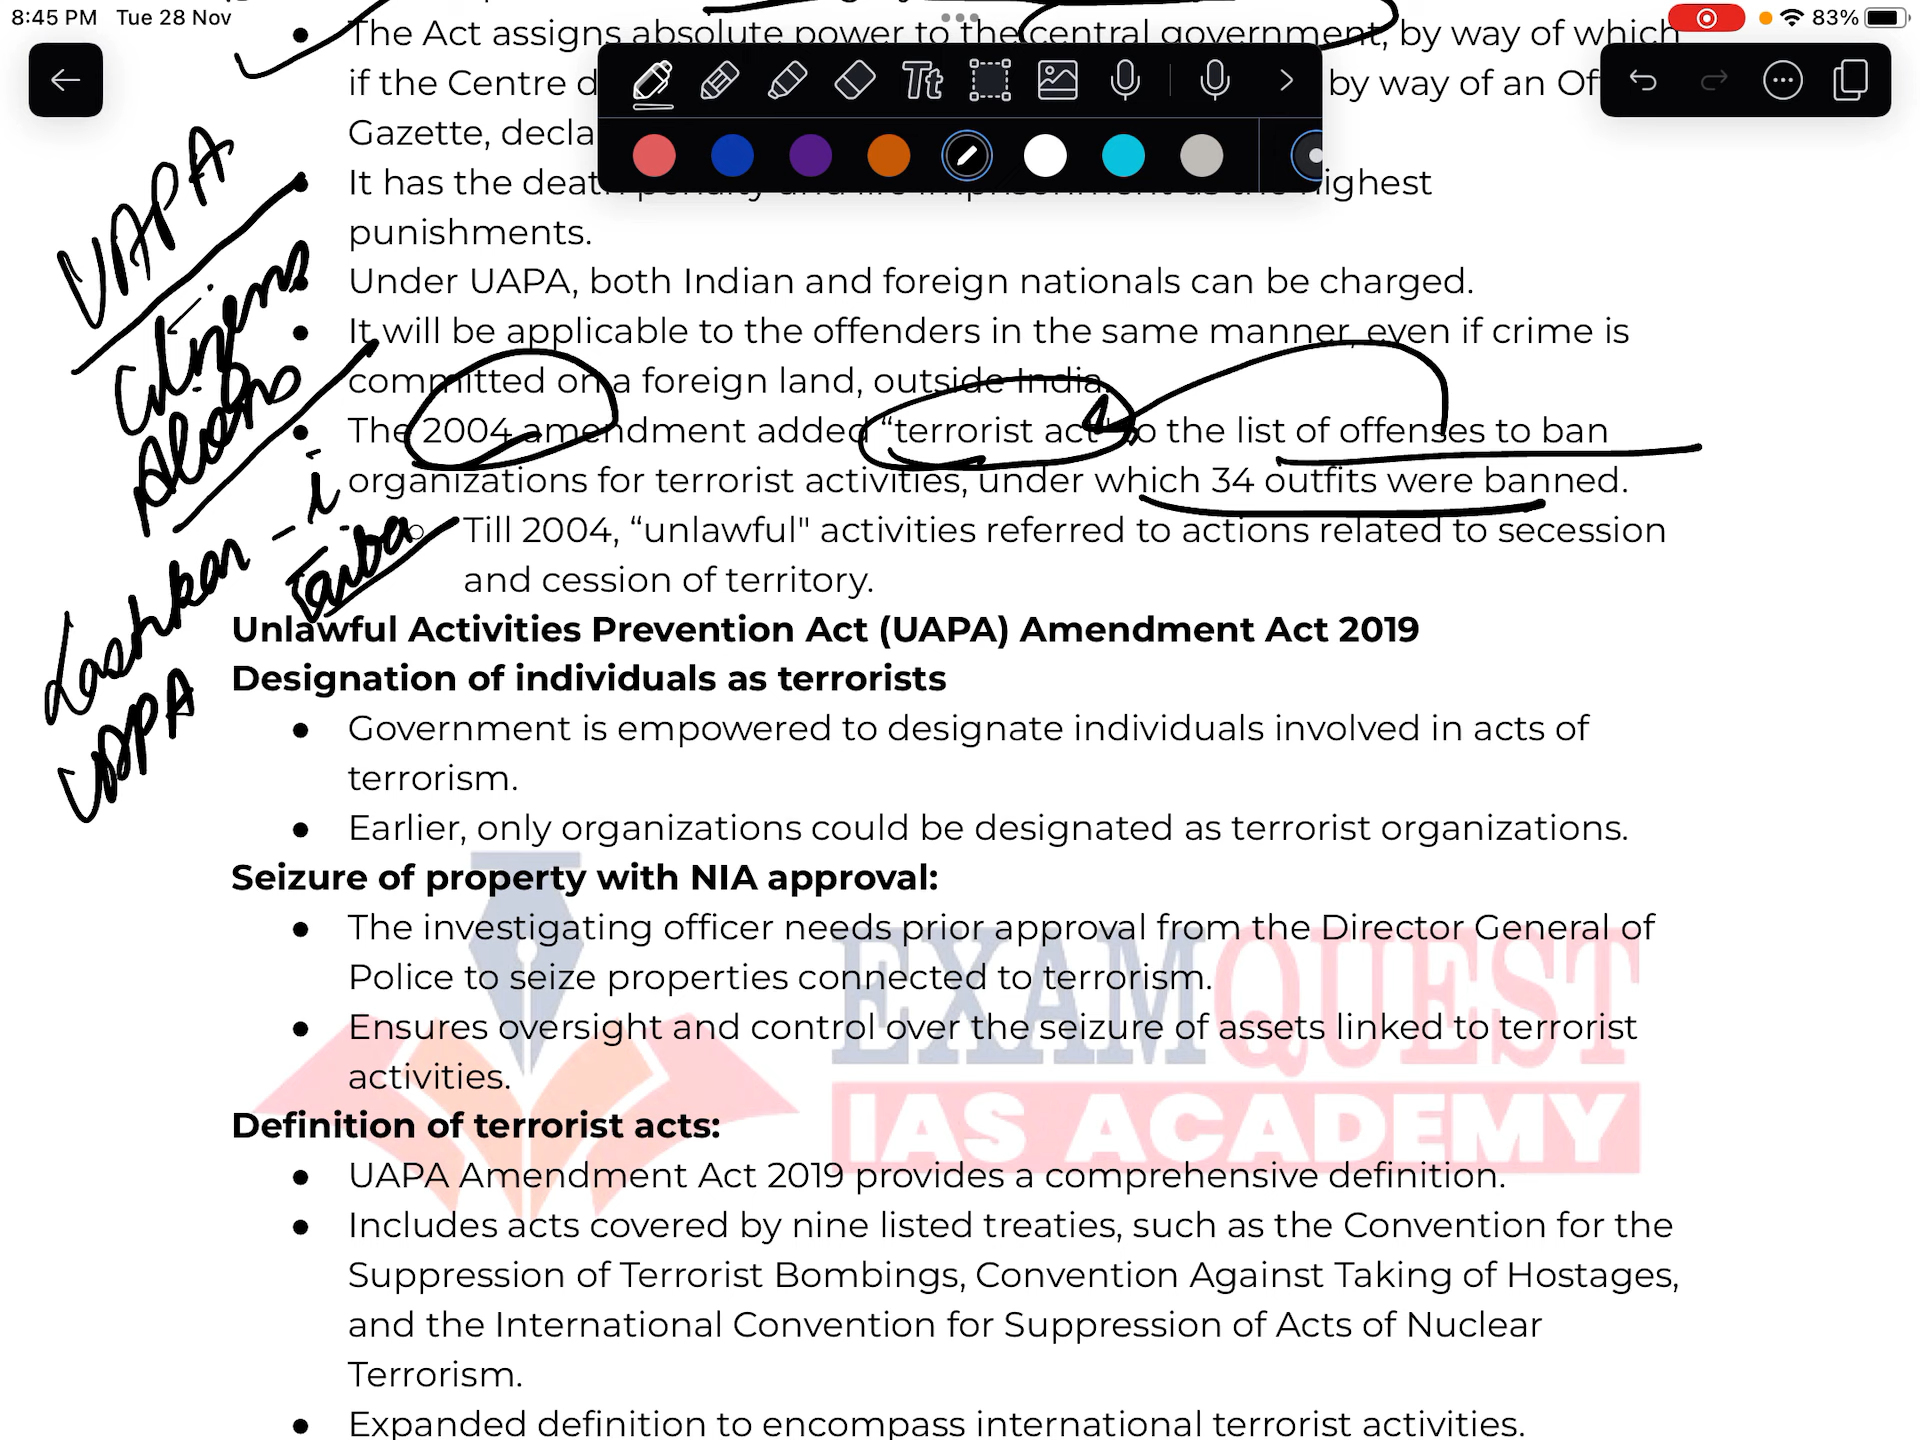 8:45 PM Tue 28 Nov
83%
The Act assigns absolute power to the central government, by way of which
if the Centre d
by way of an Of
Gazette, decla
Tt
It has the death penalty and life imprisonment as the highest
punishments.
Under UAPA, both Indian and foreign nationals can be charged.
It will be applicable to the offenders in the same manner, even if crime is
committed on a foreign land, outside India.
The 2004 amendment added “terrorist act” to the list of offenses to ban
organizations for terrorist activities, under which 34 outfits were banned.
Till 2004, “unlawful" activities referred to actions related to secession
and cession of territory.
UAPA
Citizens
Aliens
Lashkar - i
Taiba
UAPA
Unlawful Activities Prevention Act (UAPA) Amendment Act 2019
Designation of individuals as terrorists
Government is empowered to designate individuals involved in acts of
terrorism.
Earlier, only organizations could be designated as terrorist organizations.
Seizure of property with NIA approval:
The investigating officer needs prior approval from the Director General of
Police to seize properties connected to terrorism.
Ensures oversight and control over the seizure of assets linked to terrorist
activities.
EXAMQUEST
IAS ACADEMY
Definition of terrorist acts:
UAPA Amendment Act 2019 provides a comprehensive definition.
Includes acts covered by nine listed treaties, such as the Convention for the
Suppression of Terrorist Bombings, Convention Against Taking of Hostages,
and the International Convention for Suppression of Acts of Nuclear
Terrorism.
Expanded definition to encompass international terrorist activities.